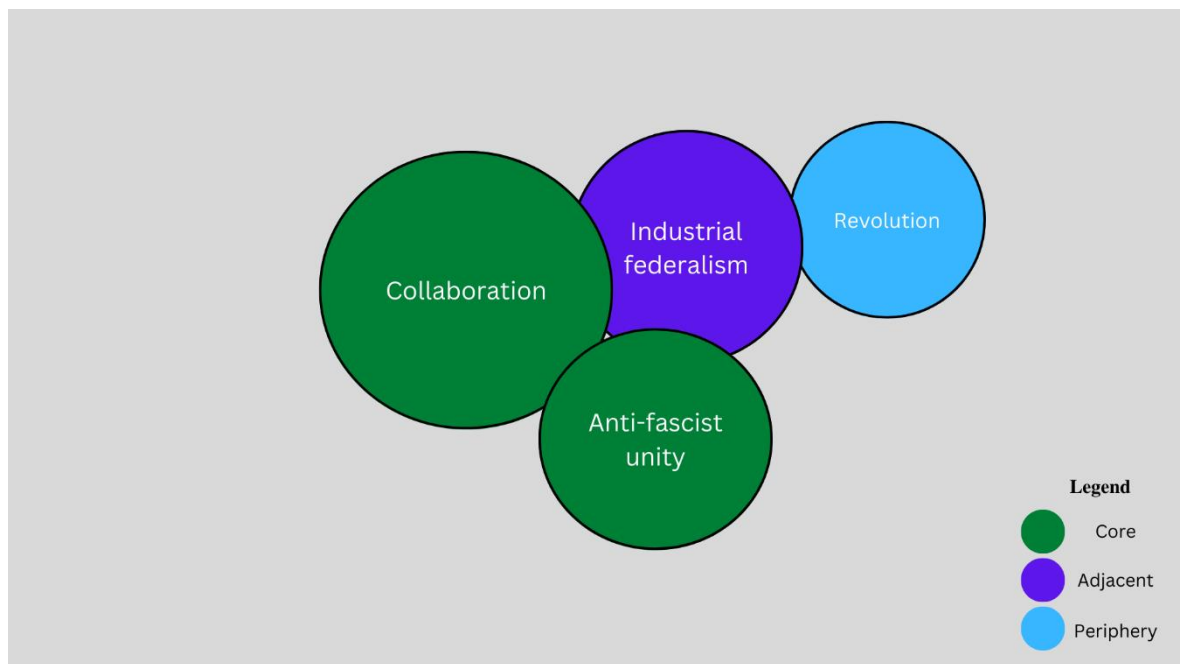 Collaboration
Industrial
federalism
Revolution
Anti-fascist
unity
Legend
Core
Adjacent
Periphery